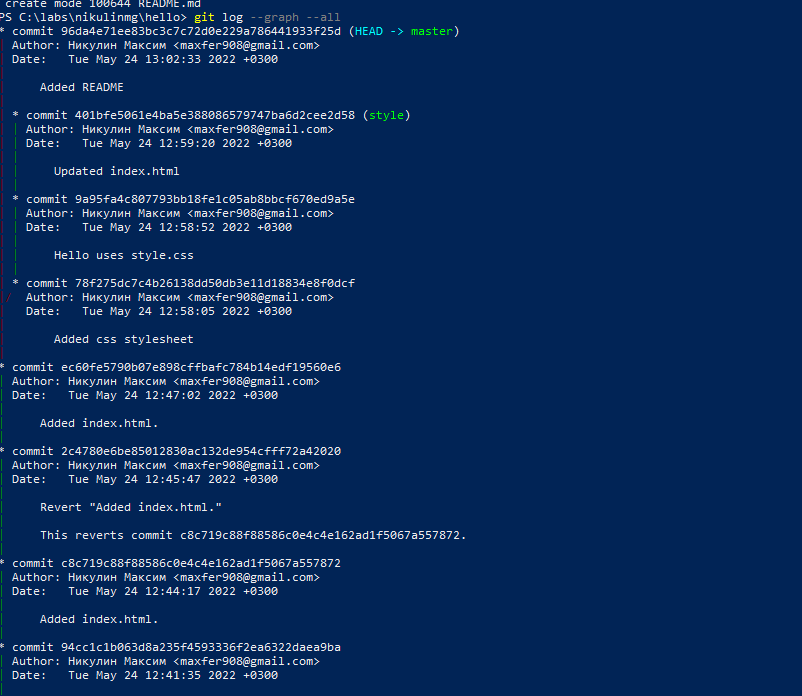 create mode 100644 README.md
PS C:\labs\nikulinmg\hello> git log --graph --all
* commit 96da4e71ee83bc3c7c72d0e229a786441933f25d (HEAD -> master)
| Author: Никулин Максим <maxfer908@gmail.com>
| Date:   Tue May 24 13:02:33 2022 +0300
|
|     Added README
|
| * commit 401bfe5061e4ba5e388086579747ba6d2cee2d58 (style)
| | Author: Никулин Максим <maxfer908@gmail.com>
| | Date:   Tue May 24 12:59:20 2022 +0300
| |
| |     Updated index.html
| |
| * commit 9a95fa4c807793bb18fe1c05ab8bbcf670ed9a5e
| | Author: Никулин Максим <maxfer908@gmail.com>
| | Date:   Tue May 24 12:58:52 2022 +0300
| |
| |     Hello uses style.css
| |
| * commit 78f275dc7c4b26138dd50db3e11d18834e8f0dcf
|/  Author: Никулин Максим <maxfer908@gmail.com>
|   Date:   Tue May 24 12:58:05 2022 +0300
|
|       Added css stylesheet
|
* commit ec60fe5790b07e898cffbafc784b14edf19560e6
| Author: Никулин Максим <maxfer908@gmail.com>
| Date:   Tue May 24 12:47:02 2022 +0300
|
|     Added index.html.
|
* commit 2c4780e6be85012830ac132de954cfff72a42020
| Author: Никулин Максим <maxfer908@gmail.com>
| Date:   Tue May 24 12:45:47 2022 +0300
|
|     Revert "Added index.html."
|
|     This reverts commit c8c719c88f88586c0e4c4e162ad1f5067a557872.
|
* commit c8c719c88f88586c0e4c4e162ad1f5067a557872
| Author: Никулин Максим <maxfer908@gmail.com>
| Date:   Tue May 24 12:44:17 2022 +0300
|
|     Added index.html.
|
* commit 94cc1c1b063d8a235f4593336f2ea6322daea9ba
| Author: Никулин Максим <maxfer908@gmail.com>
| Date:   Tue May 24 12:41:35 2022 +0300
|